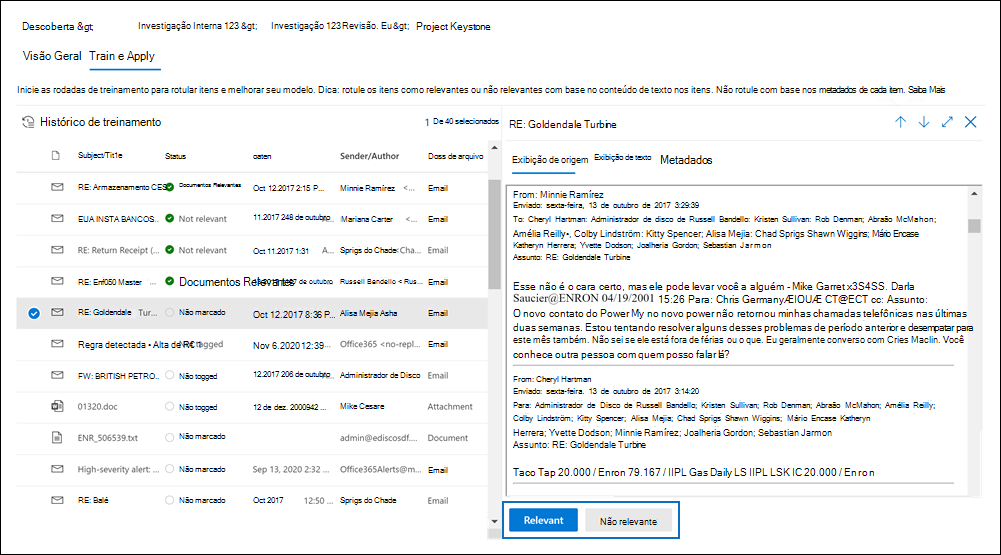 Descoberta &gt; Investigação Interna 123 &gt; Investigação 123 Revisão. Eu&gt; Project Keystone
Visão Geral Train e Apply
Inicie as rodadas de treinamento para rotular itens e melhorar seu modelo. Dica: rotule os itens como relevantes ou não relevantes com base no conteúdo de texto nos itens. Não rotule com base nos metadados de cada item. Saiba Mais
Histórico de treinamento 1 De 40 selecionados
Subject/Tit1e Status oaten Sender/Author Doss de arquivo
RE: Armazenamento CES Documentos Relevantes Oct 12.2017 2:15 P... Minnie Ramírez <... Email
EUA INSTA BANCOS.. Not relevant 11.2017 248 de outubro... Mariana Carter <... Email
RE: Return Receipt (... Not relevant Oct 11.2017 1:31 A... Sprigs do Chade <Cha... Email
RE: Enf050 Master ... Documentos Relevantes de outubro Russell Bandello < Rus... Email
RE: Goldendale Tur... Não marcado Oct 12.2017 8:36 P... Alisa Mejia Asha Email
Regra detectada • Alta de R€ 1 Not tagged Nov 6.2020 12:39... Office365 <no-repl... Email
FW: BRITISH PETRO.. Não togged 12.2017 206 de outubro... Administrador de Disco Email
01320.doc Não togged 12 de dez. 2000942 ... Mike Cesare Attachment
ENR_506539.txt Não marcado admin@ediscosdf.... Document
High-severity alert: ... Não marcado Sep 13, 2020 2:32 ... Office365Alerts@m... Email
RE: Balé Não marcado Oct 2017 12:50 ... Sprigs do Chade Email
RE: Goldendale Turbine
Exibição de origem Exibição de texto Metadados
From: Minnie Ramírez
Enviado: sexta-feira, 13 de outubro de 2017 3:29:39
To: Cheryl Hartman: Administrador de disco de Russell Bandello: Kristen Sullivan: Rob Denman; Abraão McMahon;
Amélia Reilly•, Colby Lindström: Kitty Spencer; Alisa Mejia: Chad Sprigs Shawn Wiggins; Mário Encase
Katheryn Herrera; Yvette Dodson; Joalheria Gordon; Sebastian Jarmon
Assunto: RE: Goldendale Turbine
Esse não é o cara certo, mas ele pode levar você a alguém - Mike Garret x3S4SS. Darla
Saucier@ENRON 04/19/2001 15:26 Para: Chris GermanyÆIOUÆ CT@ECT cc: Assunto:
O novo contato do Power My no novo power não retornou minhas chamadas telefônicas nas últimas
duas semanas. Estou tentando resolver alguns desses problemas de período anterior e desempatar para
este mês também. Não sei se ele está fora de férias ou o que. Eu geralmente converso com Cries Maclin. Você
conhece outra pessoa com quem posso falar lá?
From: Cheryl Hartman
Enviado: sexta-feira. 13 de outubro de 2017 3:14:20
Para: Administrador de Disco de Russell Bandello; Kristen Sullivan; Rob Denman; Abraão McMahon; Amélia Reilly;
Colby Lindström; Kitty Spencer; Alisa Mejia; Chad Sprigs Shawn Wiggins; Mário Encase Katheryn
Herrera; Yvette Dodson; Minnie Ramírez; Joalheria Gordon; Sebastian Jarmon
Assunto: RE: Goldendale Turbine
Taco Tap 20.000 / Enron 79.167 / IIPL Gas Daily LS IIPL LSK IC 20.000 / Enron
Relevant Não relevante